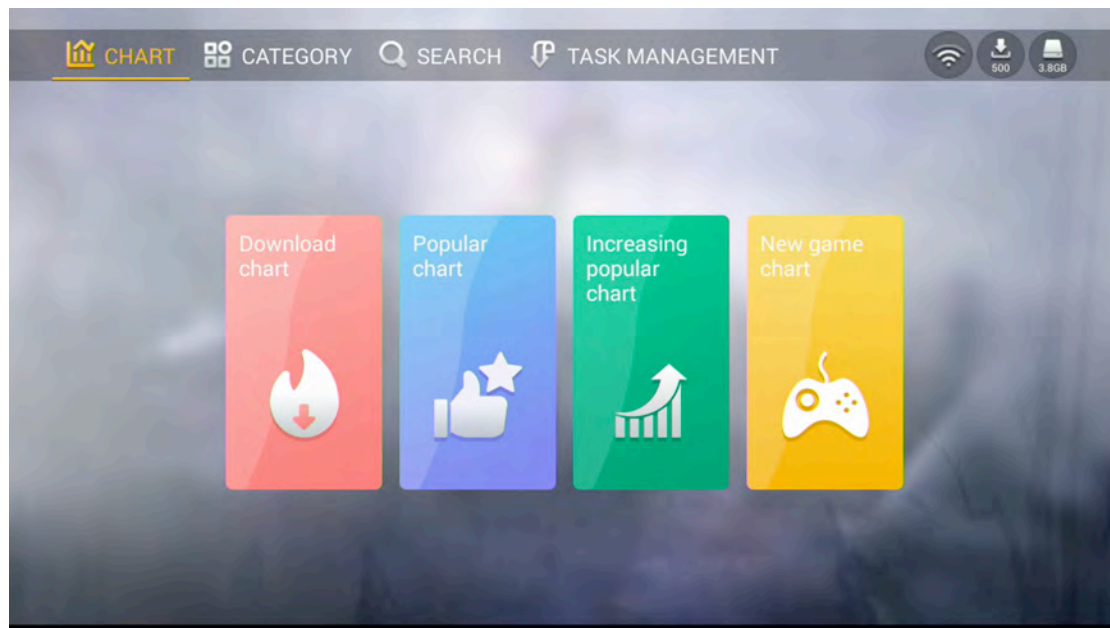 CHART CATEGORY SEARCH TASK MANAGEMENT
500 3.8GB
Download
chart
Popular
chart
Increasing
popular
chart
New game
chart